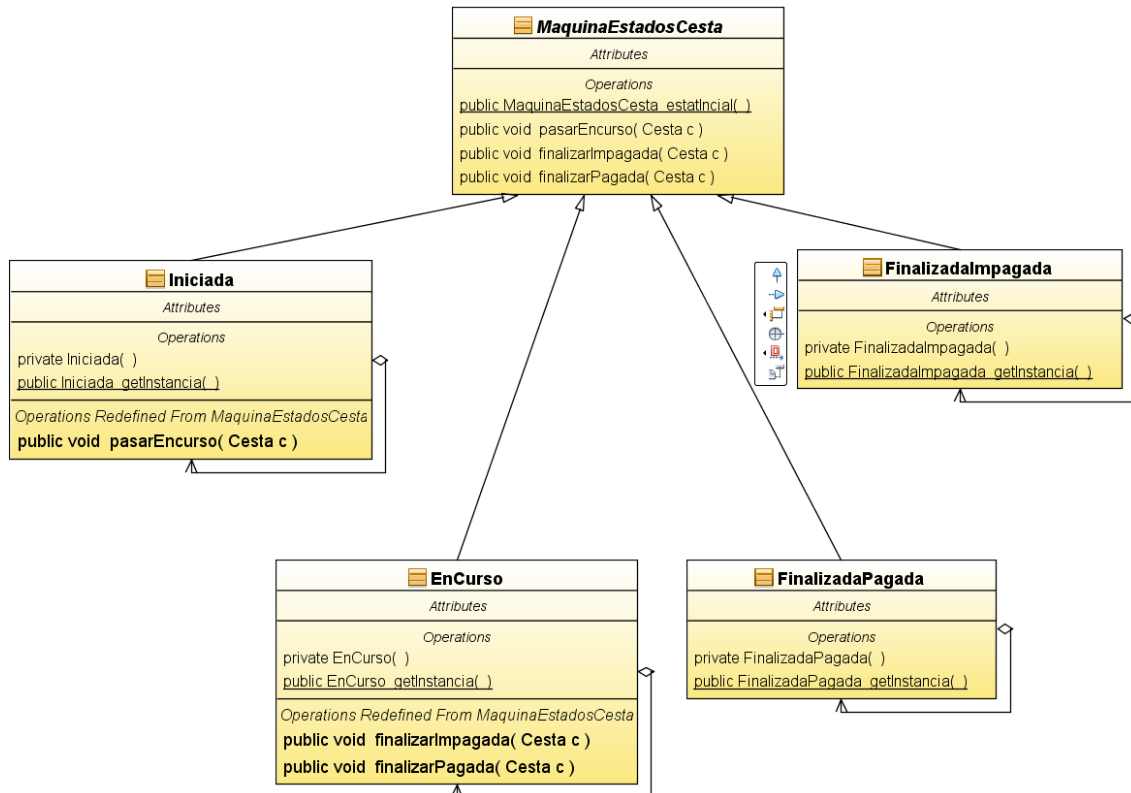 MaquinaEstadosCesta
Attributes
Operations
public MaquinaEstadosCesta estatIncial( )
public void pasarEncurso( Cesta c )
public void finalizarImpagada( Cesta c )
public void finalizarPagada( Cesta c )
Iniciada
Attributes
Operations
private Iniciada( )
public Iniciada getInstancia( )
Operations Redefined From MaquinaEstadosCesta
public void pasarEncurso( Cesta c )
FinalizadaImpagada
Attributes
Operations
private FinalizadaImpagada( )
public FinalizadaImpagada getInstancia( )
EnCurso
Attributes
Operations
private EnCurso( )
public EnCurso getInstancia( )
Operations Redefined From MaquinaEstadosCesta
public void finalizarImpagada( Cesta c )
public void finalizarPagada( Cesta c )
FinalizadaPagada
Attributes
Operations
private FinalizadaPagada( )
public FinalizadaPagada getInstancia( )